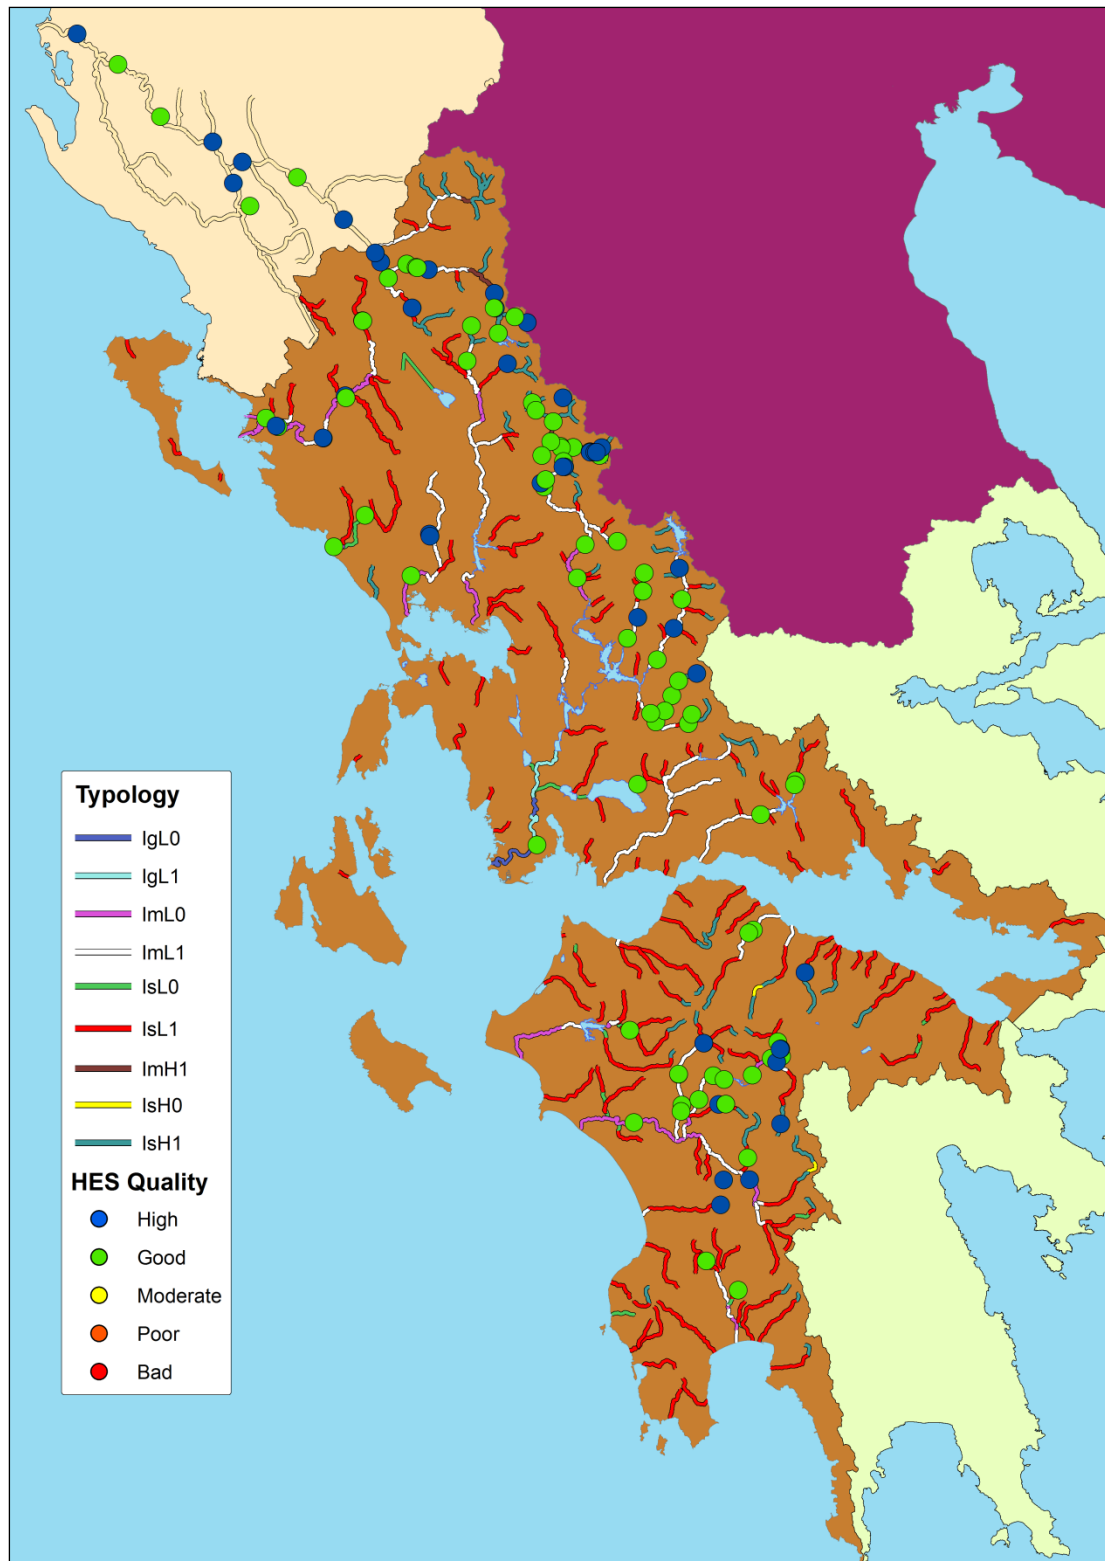 Typology
IgL0
IgL1
ImL0
ImL1
IsL0
IsL1
ImH1
IsH0
IsH1
HES Quality
High
Good
Moderate
Poor
Bad